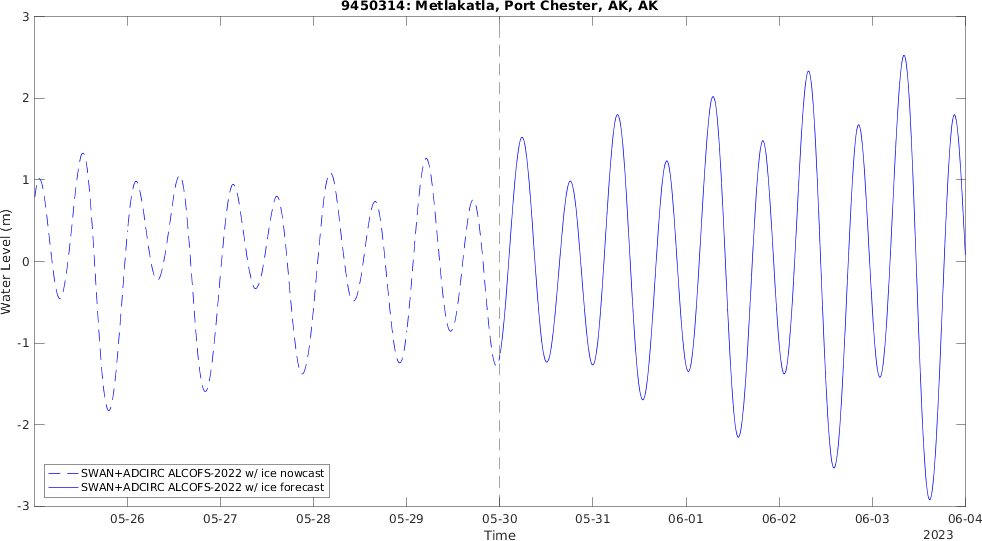 9450314: Metlakatla, Port Chester, AK, AK
3
2
1
0
-1
-2
-3
Water Level (m)
SWAN+ADCIRC ALCOFS-2022 w/ ice nowcast
SWAN+ADCIRC ALCOFS-2022 w/ ice forecast
05-26 05-27 05-28 05-29 05-30 05-31 06-01 06-02 06-03 06-04
Time
2023